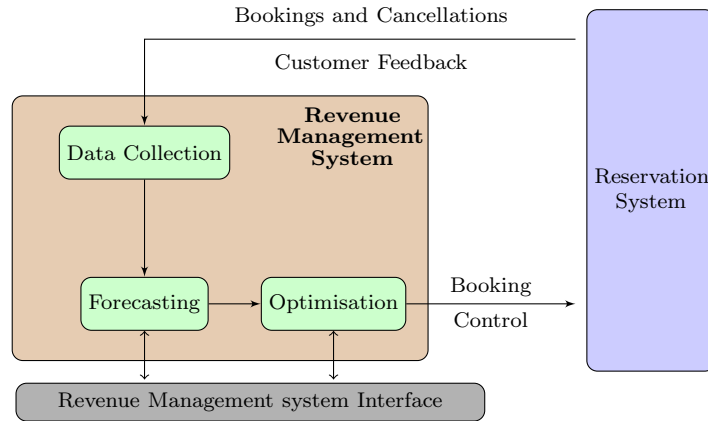 Bookings and Cancellations
Customer Feedback
Revenue
Management
System
Data Collection
Reservation
System
Forecasting
Optimisation
Booking
Control
Revenue Management system Interface